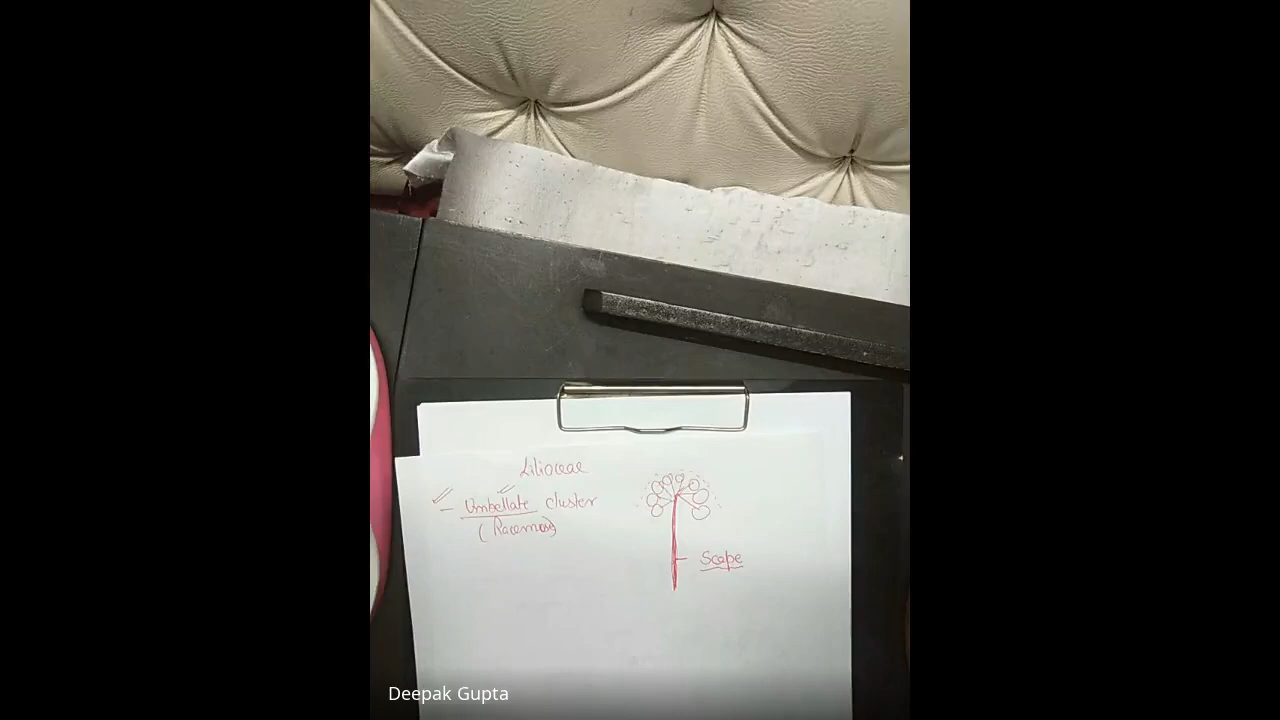 Liliaceae
- Umbellate cluster
(Racemose)
Scape
Deepak Gupta